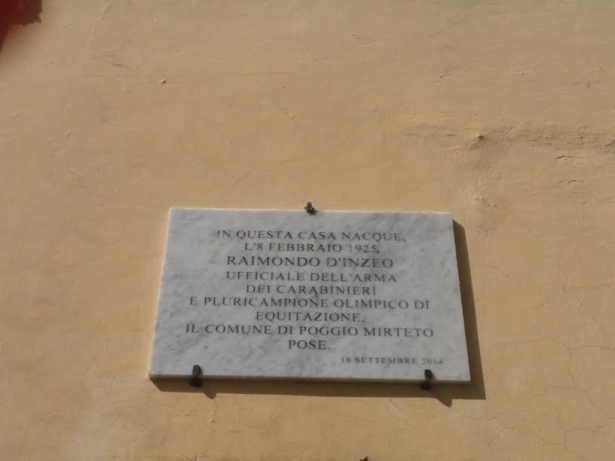 IN QUESTA CASA NACQUE,
L'8 FEBBRAIO 1925,
RAIMONDO D'INZEO
UFFICIALE DELL'ARMA
DEI CARABINIERI
E PLURICAMPIONE OLIMPICO DI
EQUITAZIONE.
IL COMUNE DI POGGIO MIRTETO
POSE.
18 SETTEMBRE 2014